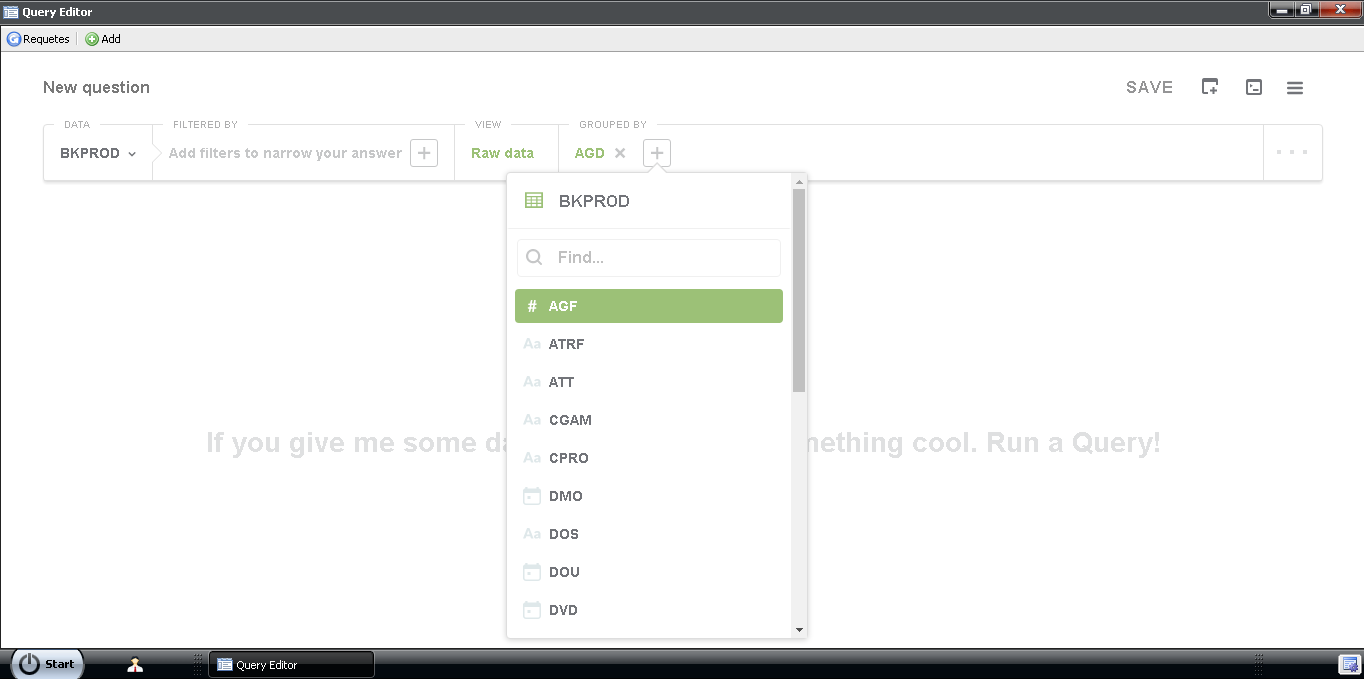 Query Editor
Requetes
Add
New question
SAVE
DATA
FILTERED BY
VIEW
GROUPED BY
BKPROD
Add filters to narrow your answer
Raw data
AGD
BKPROD
Find...
# AGF
Aa ATRF
Aa ATT
Aa CGAM
Aa CPRO
If you give me some da
mething cool. Run a Query!
DMO
Aa DOS
DOU
DVD
Start
Query Editor